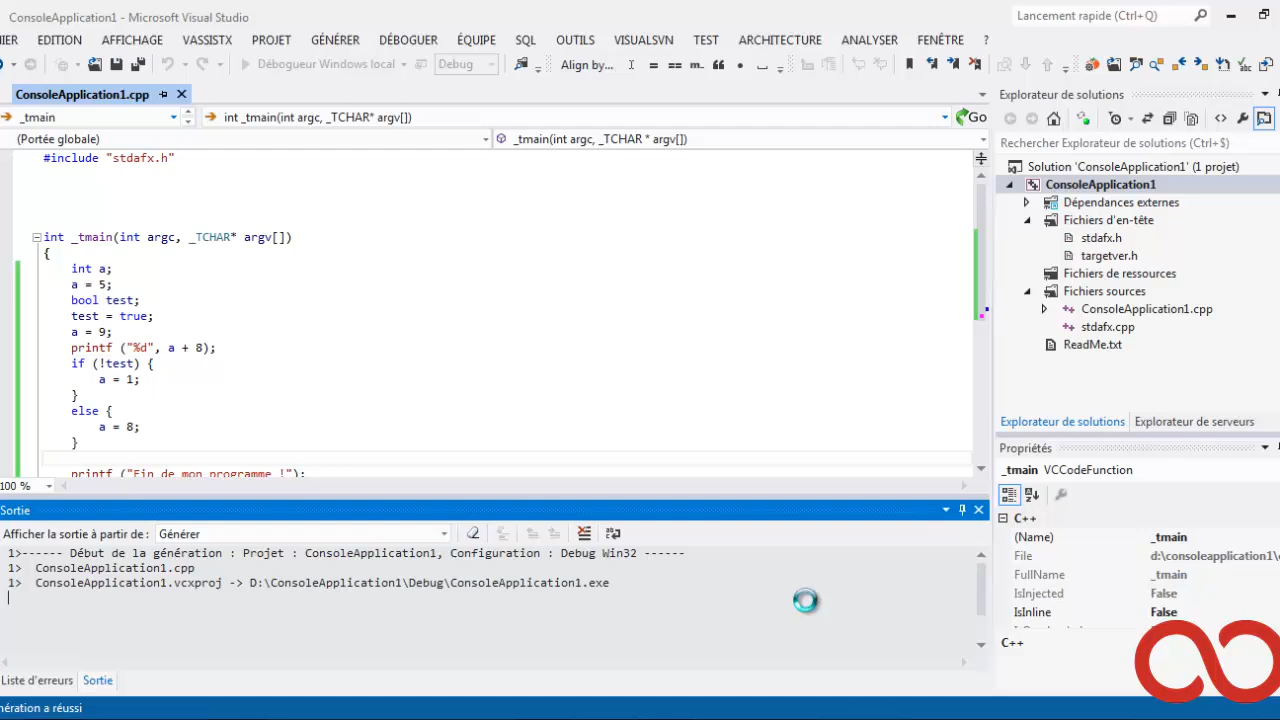 ConsoleApplication1 - Microsoft Visual Studio
Lancement rapide (Ctrl+Q)
IER EDITION AFFICHAGE VASSISTX PROJET GÉNÉRER DÉBOGUER ÉQUIPE SQL OUTILS VISUALSVN TEST ARCHITECTURE ANALYSER FENÊTRE ?
Débogueur Windows local Debug Align by...
ConsoleApplication1.cpp
_tmain
int _tmain(int argc, _TCHAR* argv[])
Go
(Portée globale)
_tmain(int argc, _TCHAR * argv[])
#include "stdafx.h"
int _tmain(int argc, _TCHAR* argv[])
{
int a;
a = 5;
bool test;
test = true;
a = 9;
printf ("%d", a + 8);
if (!test) {
a = 1;
}
else {
a = 8;
}
printf ("Fin de mon programme !");
100 %
Sortie
Afficher la sortie à partir de : Générer
1>------ Début de la génération : Projet : ConsoleApplication1, Configuration : Debug Win32 ------
1> ConsoleApplication1.cpp
1> ConsoleApplication1.vcxproj -> D:\ConsoleApplication1\Debug\ConsoleApplication1.exe
Liste d'erreurs Sortie
nération a réussi
Explorateur de solutions
Rechercher Explorateur de solutions (Ctrl+$)
Solution 'ConsoleApplication1' (1 projet)
ConsoleApplication1
Dépendances externes
Fichiers d'en-tête
stdafx.h
targetver.h
Fichiers de ressources
Fichiers sources
ConsoleApplication1.cpp
stdafx.cpp
ReadMe.txt
Explorateur de solutions Explorateur de serveurs
Propriétés
_tmain VCCodeFunction
C++
(Name) _tmain
File d:\consoleapplication1\
FullName _tmain
IsInjected False
IsInline False
C++